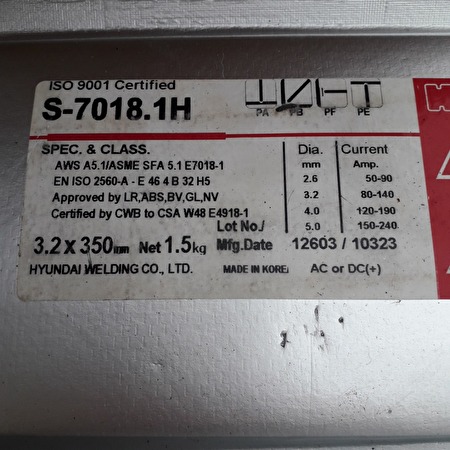 ISO 9001 Certified
S-7018.1H
PA PB PF PE
SPEC. & CLASS.
AWS A5.1/ASME SFA 5.1 E7018-1
EN ISO 2560-A - E 46 4 B 32 H5
Approved by LR,ABS,BV,GL,NV
Certified by CWB to CSA W48 E4918-1
Dia. Current
mm Amp.
2.6 50-90
3.2 80-140
4.0 120-190
5.0 150-240
Lot No./
3.2 x 350mm Net 1.5kg Mfg.Date 12603 / 10323
HYUNDAI WELDING CO., LTD. MADE IN KOREA AC or DC(+)